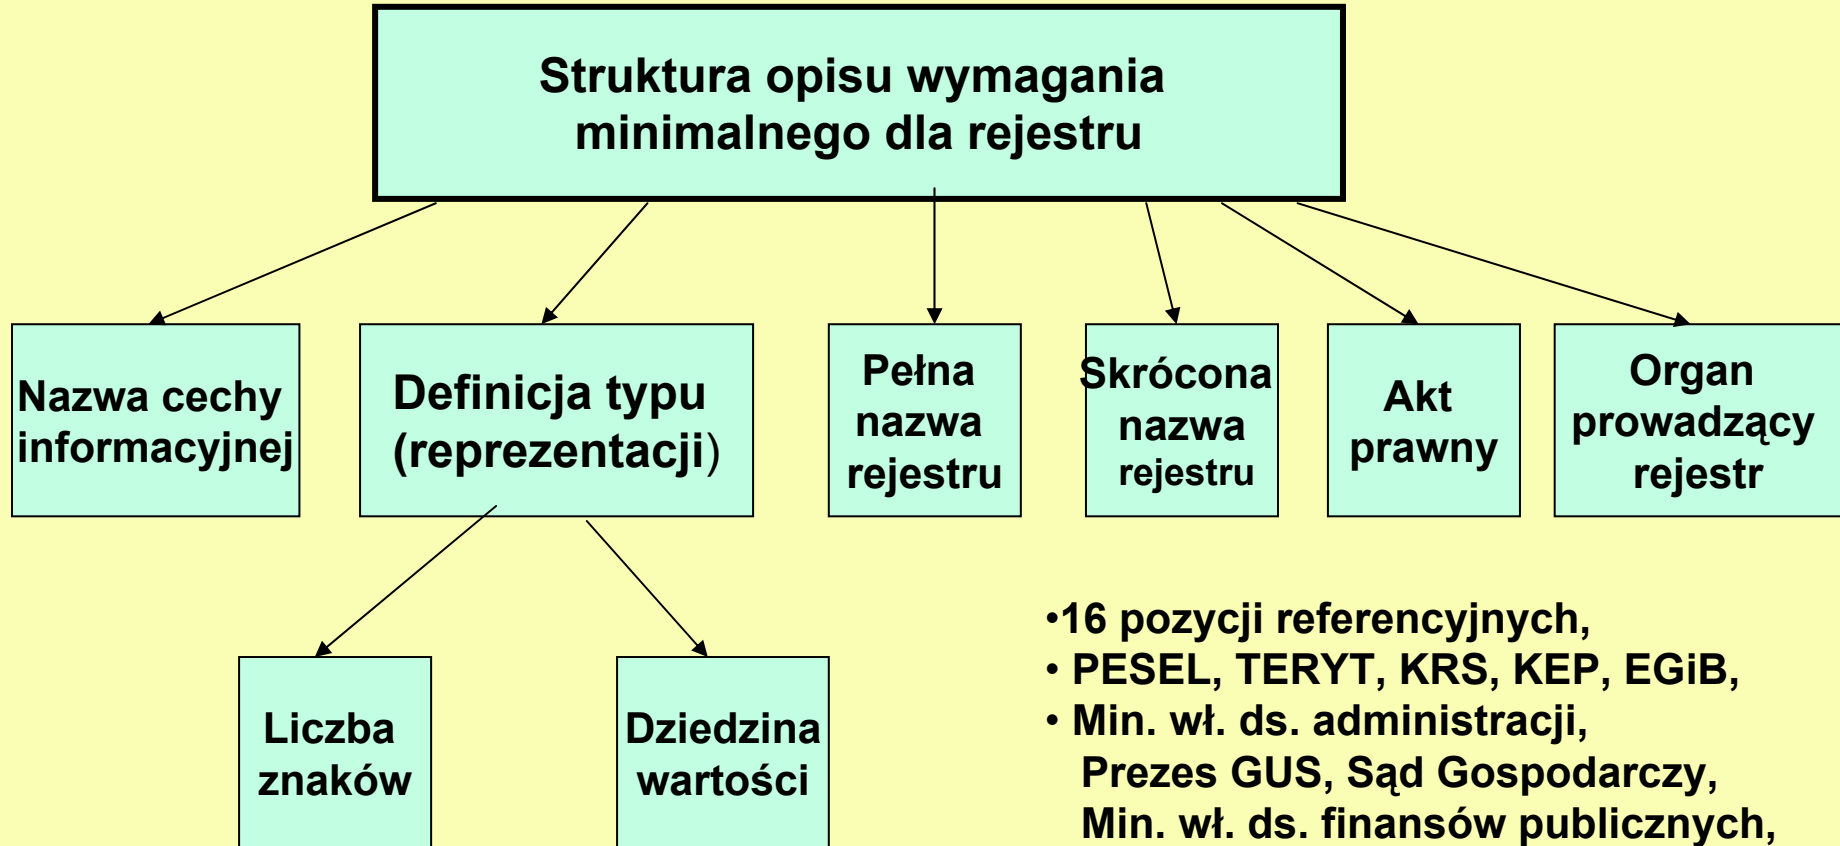 Struktura opisu wymagania
minimalnego dla rejestru
Nazwa cechy
informacyjnej
Definicja typu
(reprezentacji)
Pełna
nazwa
rejestru
Skrócona
nazwa
rejestru
Akt
prawny
Organ
prowadzący
rejestr
Liczba
znaków
Dziedzina
wartości
•16 pozycji referencyjnych,
• PESEL, TERYT, KRS, KEP, EGiB,
• Min. wł. ds. administracji,
Prezes GUS, Sąd Gospodarczy,
Min. wł. ds. finansów publicznych,